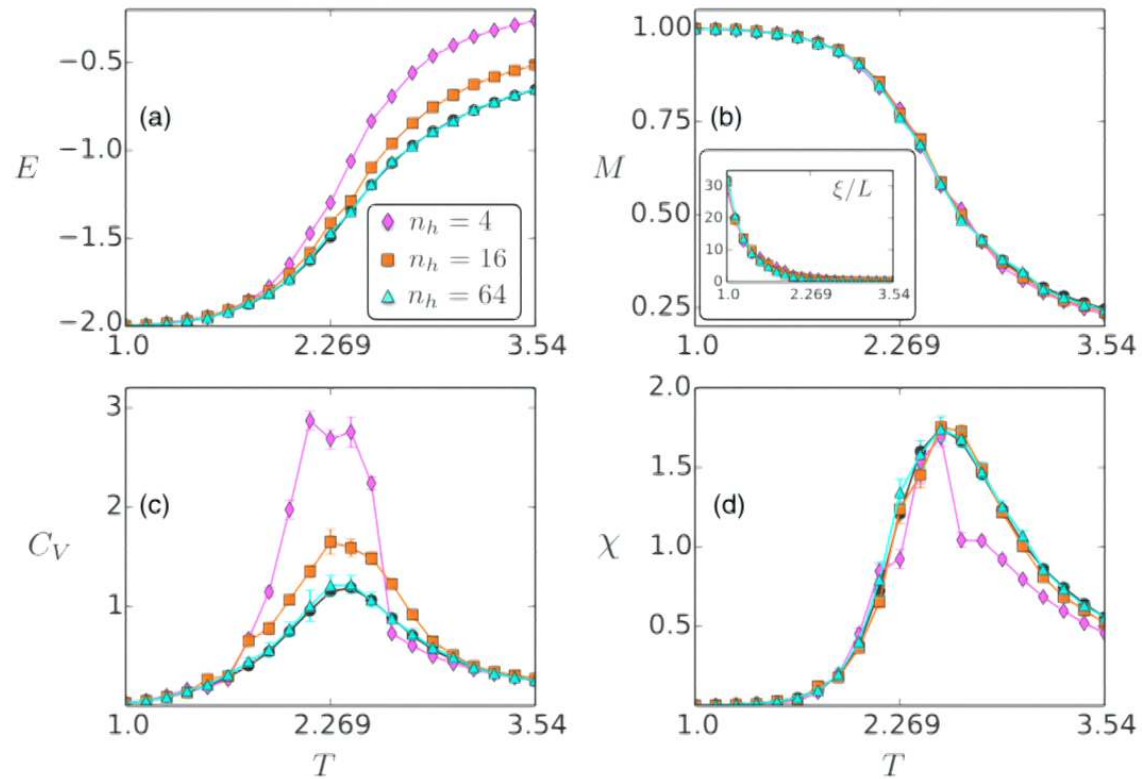 (a)
E
−0.5
−1.0
−1.5
−2.0
1.0 2.269 3.54
n_h = 4
n_h = 16
n_h = 64
(b)
M
1.00
0.75
0.50
0.25
1.0 2.269 3.54
ξ/L
30
20
10
0
1.0 2.269 3.54
(c)
C_V
3
2
1
1.0 2.269 3.54
T
(d)
χ
2.0
1.5
1.0
0.5
1.0 2.269 3.54
T